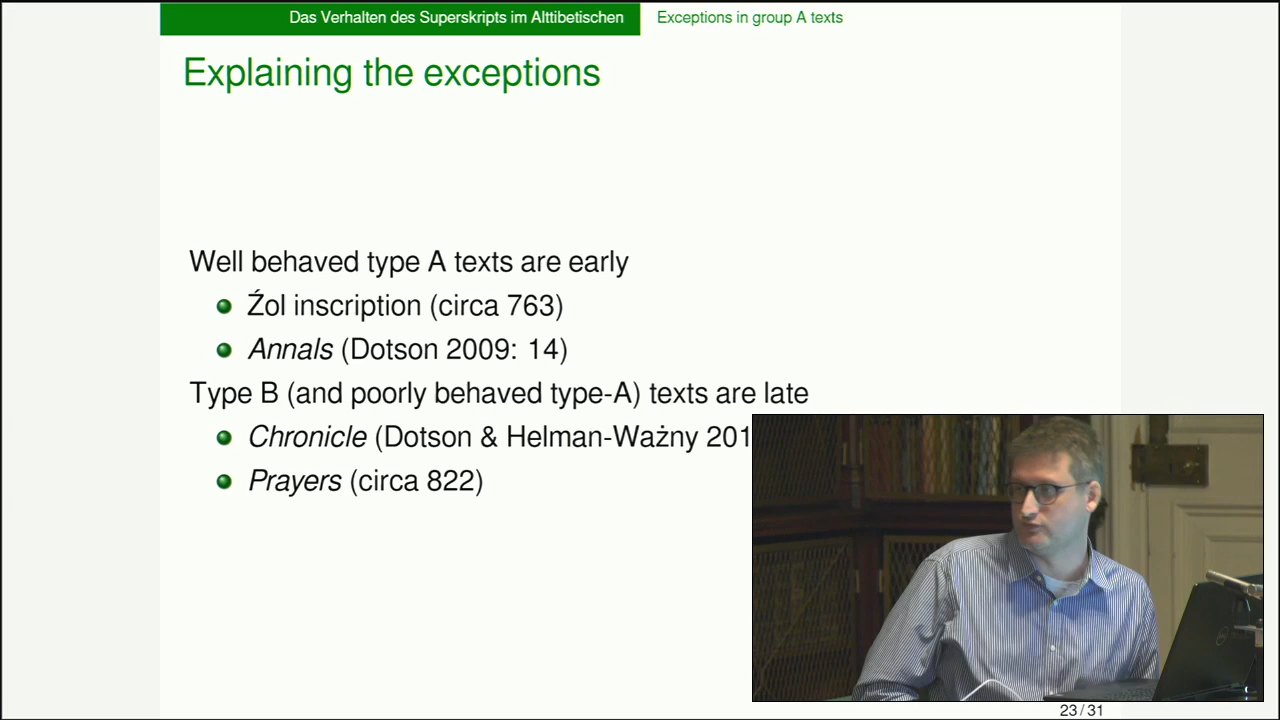 Das Verhalten des Superskripts im Alttibetischen
Exceptions in group A texts
Explaining the exceptions
Well behaved type A texts are early
Źol inscription (circa 763)
Annals (Dotson 2009: 14)
Type B (and poorly behaved type-A) texts are late
Chronicle (Dotson & Helman-Ważny 201
Prayers (circa 822)
23/31